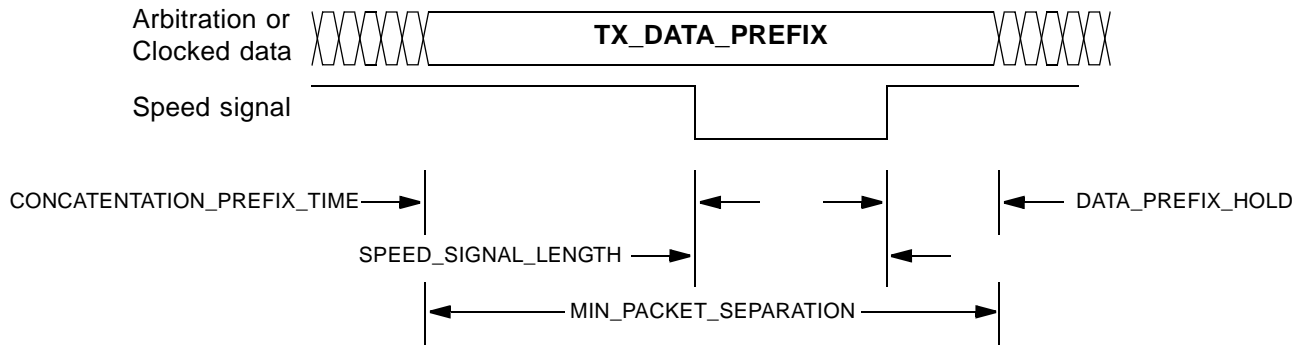 Arbitration or
Clocked data
TX_DATA_PREFIX
Speed signal
CONCATENTATION_PREFIX_TIME
DATA_PREFIX_HOLD
SPEED_SIGNAL_LENGTH
MIN_PACKET_SEPARATION